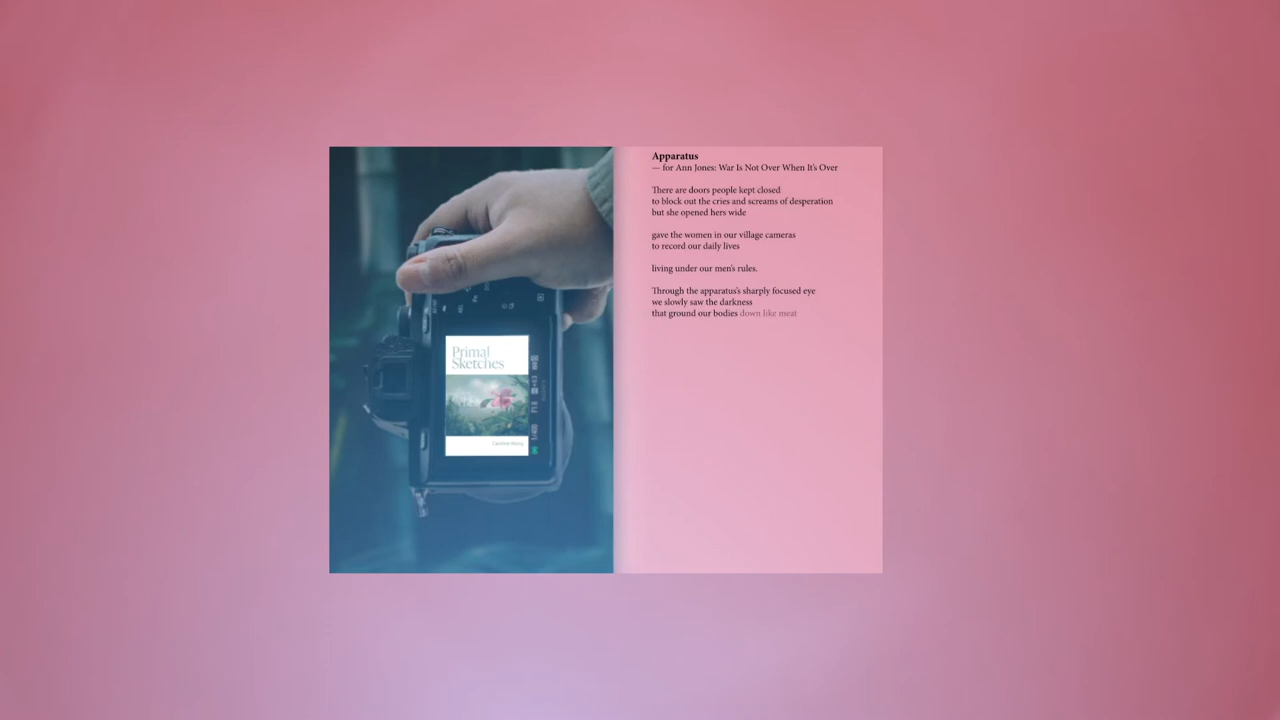 Primal
Sketches
Caroline Wong
Apparatus
— for Ann Jones: War Is Not Over When It's Over
There are doors people kept closed
to block out the cries and screams of desperation
but she opened hers wide
gave the women in our village cameras
to record our daily lives
living under our men's rules.
Through the apparatus's sharply focused eye
we slowly saw the darkness
that ground our bodies down like meat